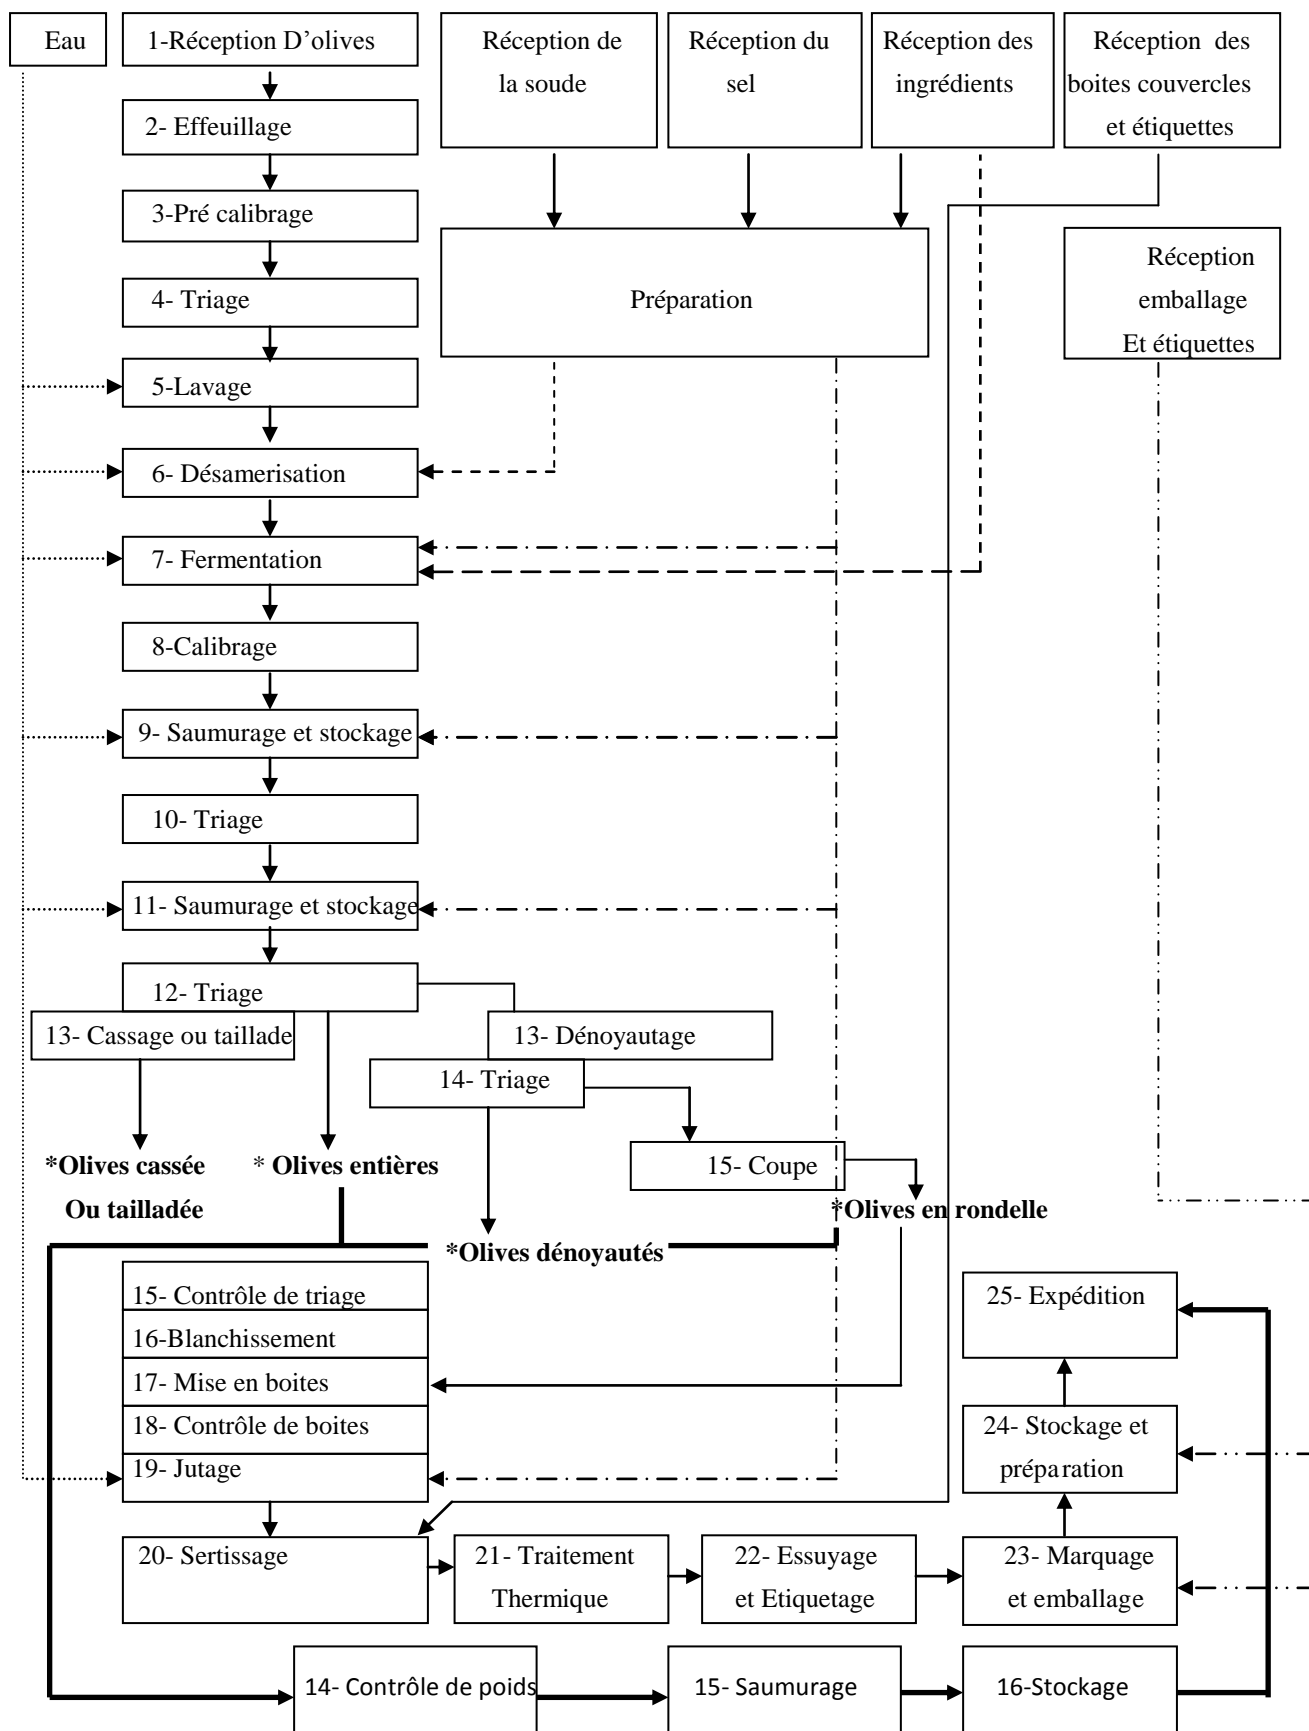 Eau
1-Réception D’olives
Réception de
la soude
Réception du
sel
Réception des
ingrédients
Réception des
boites couvercles
et étiquettes
2- Effeuillage
3-Pré calibrage
Réception
emballage
Et étiquettes
4- Triage
Préparation
5-Lavage
6- Désamerisation
7- Fermentation
8-Calibrage
9- Saumurage et stockage
10- Triage
11- Saumurage et stockage
12- Triage
13- Cassage ou taillade
13- Dénoyautage
14- Triage
15- Coupe
*Olives cassée
Ou tailladée
* Olives entières
*Olives en rondelle
*Olives dénoyautés
15- Contrôle de triage
16-Blanchissement
17- Mise en boites
18- Contrôle de boites
19- Jutage
20- Sertissage
21- Traitement
Thermique
22- Essuyage
et Etiquetage
23- Marquage
et emballage
24- Stockage et
préparation
25- Expédition
14- Contrôle de poids
15- Saumurage
16-Stockage